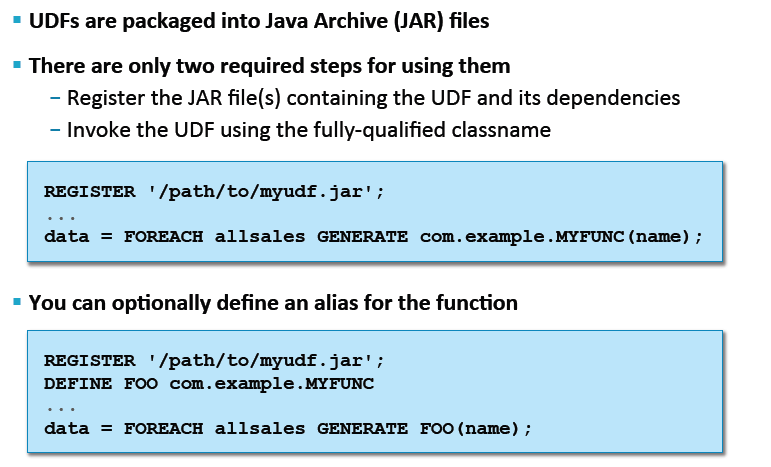 ▪ UDFs are packaged into Java Archive (JAR) files
▪ There are only two required steps for using them
– Register the JAR file(s) containing the UDF and its dependencies
– Invoke the UDF using the fully-qualified classname
REGISTER '/path/to/myudf.jar';
...
data = FOREACH allsales GENERATE com.example.MYFUNC(name);
▪ You can optionally define an alias for the function
REGISTER '/path/to/myudf.jar';
DEFINE FOO com.example.MYFUNC
...
data = FOREACH allsales GENERATE FOO(name);